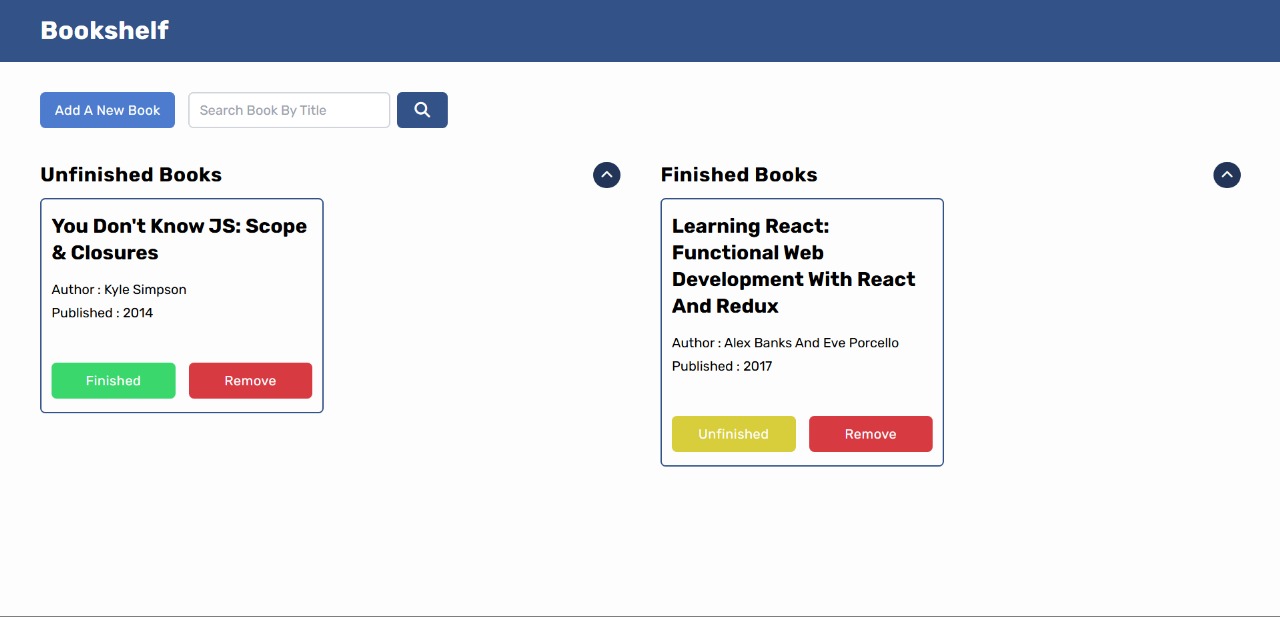 Bookshelf
Add A New Book
Search Book By Title
Unfinished Books
You Don't Know JS: Scope
& Closures
Author : Kyle Simpson
Published : 2014
Finished
Remove
Finished Books
Learning React:
Functional Web
Development With React
And Redux
Author : Alex Banks And Eve Porcello
Published : 2017
Unfinished
Remove